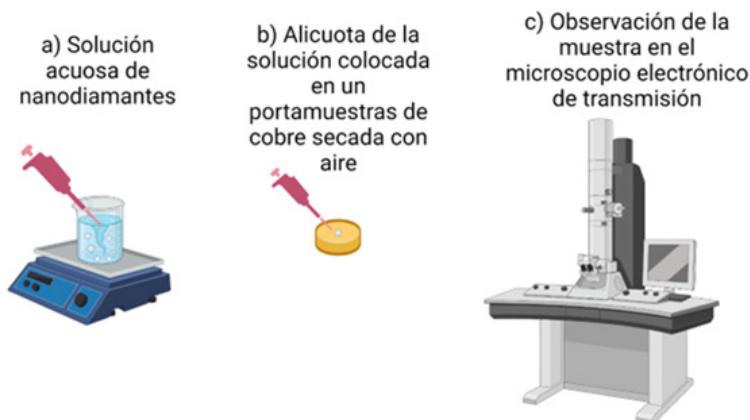 a) Solución
acuosa de
nanodiamantes
b) Alicuota de la
solución colocada
en un
portamuestras de
cobre secada con
aire
c) Observación de la
muestra en el
microscopio electrónico
de transmisión